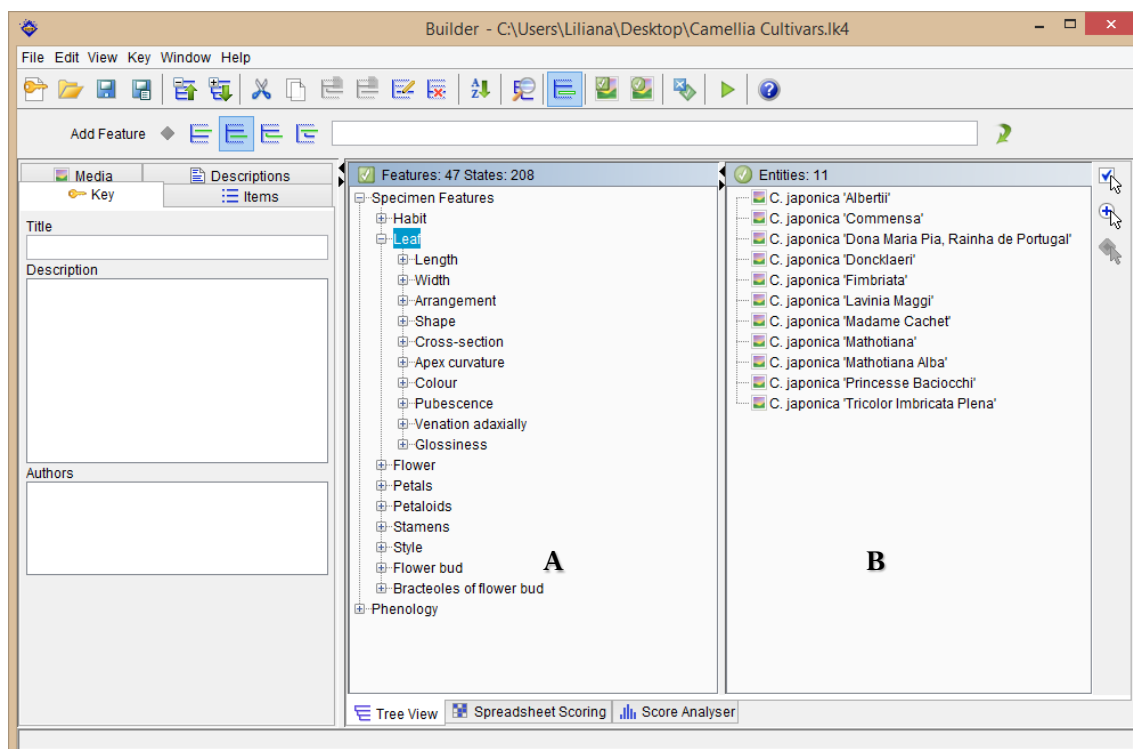 Builder - C:\Users\Liliana\Desktop\Camellia Cultivars.lk4
File Edit View Key Window Help
Add Feature
Media
Descriptions
Key
Items
Title
Description
Authors
Features: 47 States: 208
Specimen Features
Habit
Leaf
Length
Width
Arrangement
Shape
Cross-section
Apex curvature
Colour
Pubescence
Venation adaxially
Glossiness
Flower
Petals
Petaloids
Stamens
Style
Flower bud
Bracteoles of flower bud
Phenology
A
Entities: 11
C. japonica 'Albertii'
C. japonica 'Commensa'
C. japonica 'Dona Maria Pia, Rainha de Portugal'
C. japonica 'Doncklaeri'
C. japonica 'Fimbriata'
C. japonica 'Lavinia Maggi'
C. japonica 'Madame Cachet'
C. japonica 'Mathotiana'
C. japonica 'Mathotiana Alba'
C. japonica 'Princesse Baciocchi'
C. japonica 'Tricolor Imbricata Plena'
B
Tree View
Spreadsheet Scoring
Score Analyser